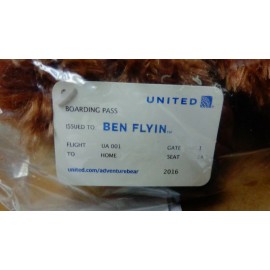 UNITED
BOARDING PASS
ISSUED TO BEN FLYIN
FLIGHT UA 001 GATE 1
TO HOME SEAT
united.com/adventurebear 2016